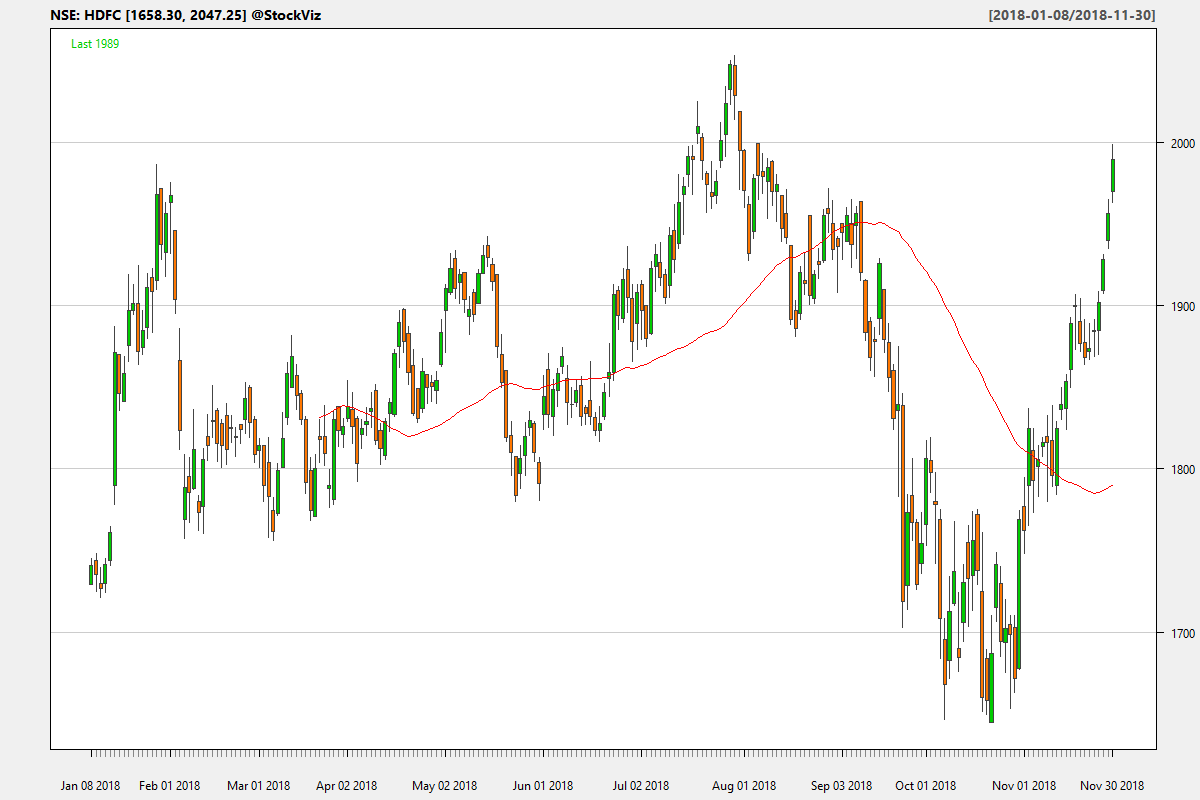 NSE: HDFC [1658.30, 2047.25] @StockViz
[2018-01-08/2018-11-30]
Last 1989
2000
1900
1800
1700
Jan 08 2018 Feb 01 2018 Mar 01 2018 Apr 02 2018 May 02 2018 Jun 01 2018 Jul 02 2018 Aug 01 2018 Sep 03 2018 Oct 01 2018 Nov 01 2018 Nov 30 2018